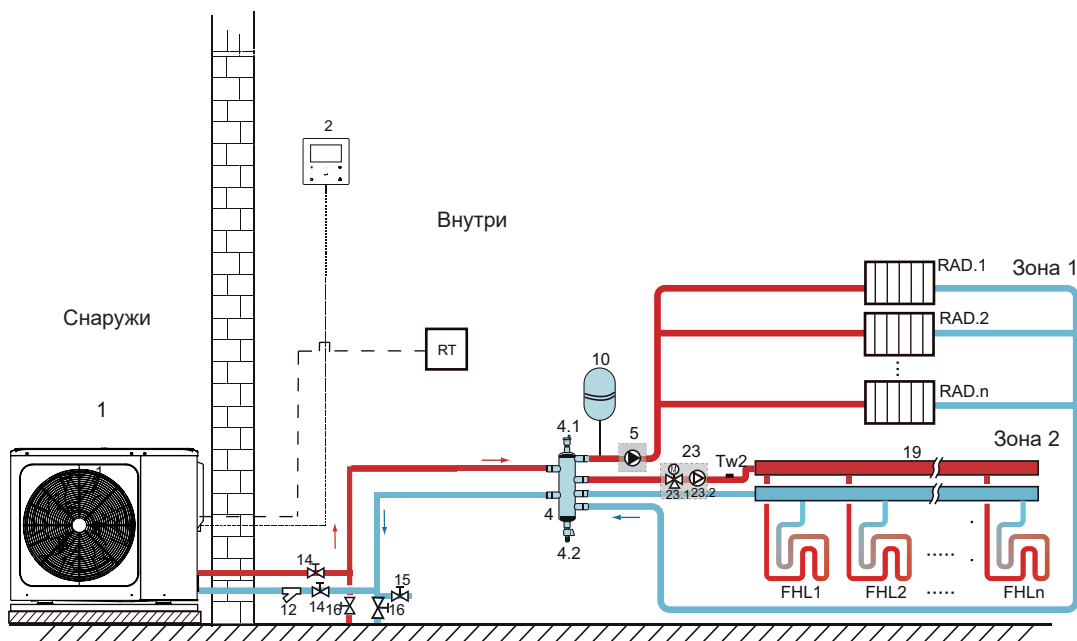 2
Внутри
Снаружи
RAD.1
Зона 1
RAD.2
RT
10
1
RAD.n
4.1
5
Зона 2
23
Tw2
19
1
23.1
23.2
4
4.2
14
15
12
14
16
16
FHL1
FHL2
.....
FHLn